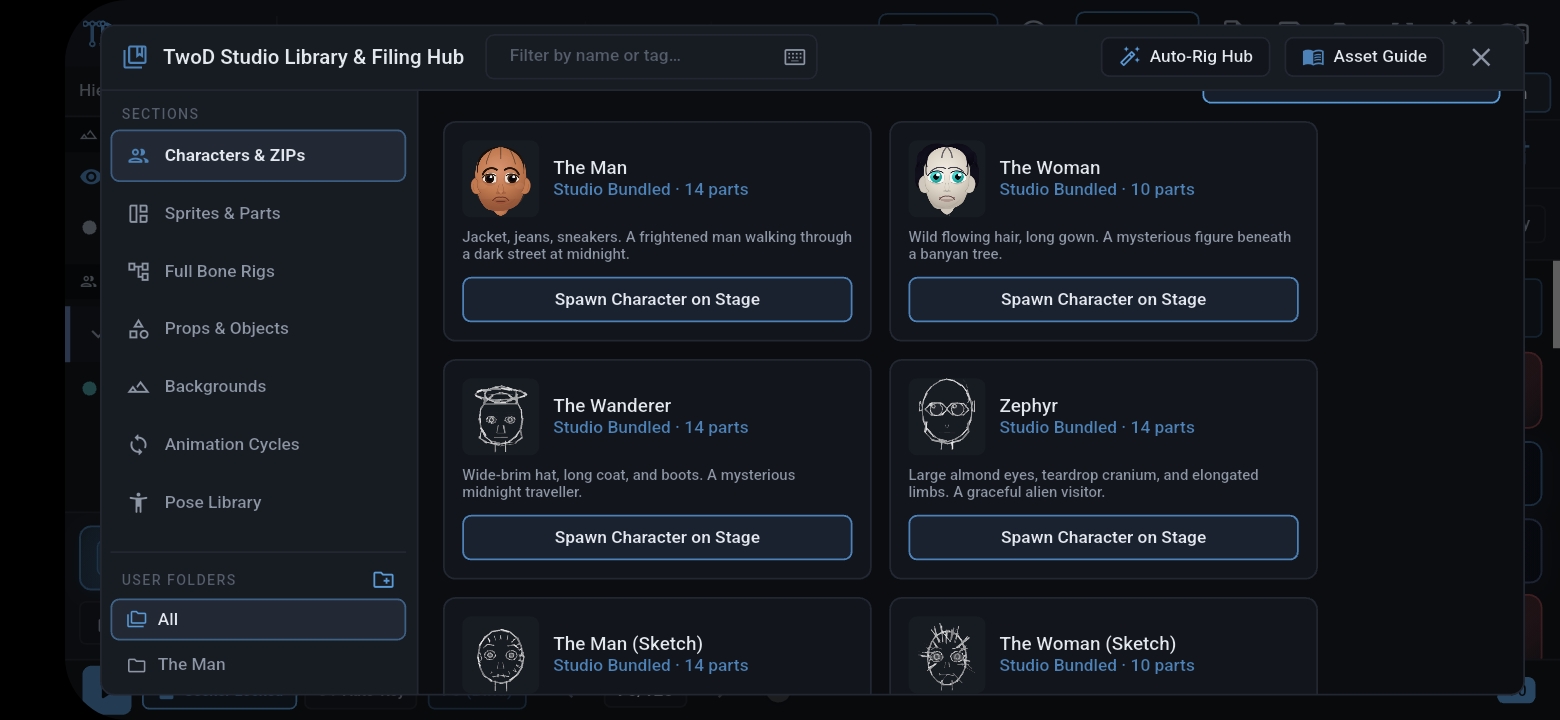 TwoD Studio Library & Filing Hub
Filter by name or tag...
Auto-Rig Hub
Asset Guide
SECTIONS
Characters & ZIPs
Sprites & Parts
Full Bone Rigs
Props & Objects
Backgrounds
Animation Cycles
Pose Library
USER FOLDERS
All
The Man
The Man
Studio Bundled · 14 parts
Jacket, jeans, sneakers. A frightened man walking through
a dark street at midnight.
Spawn Character on Stage
The Woman
Studio Bundled · 10 parts
Wild flowing hair, long gown. A mysterious figure beneath
a banyan tree.
Spawn Character on Stage
The Wanderer
Studio Bundled · 14 parts
Wide-brim hat, long coat, and boots. A mysterious
midnight traveller.
Spawn Character on Stage
Zephyr
Studio Bundled · 14 parts
Large almond eyes, teardrop cranium, and elongated
limbs. A graceful alien visitor.
Spawn Character on Stage
The Man (Sketch)
Studio Bundled · 14 parts
The Woman (Sketch)
Studio Bundled · 10 parts